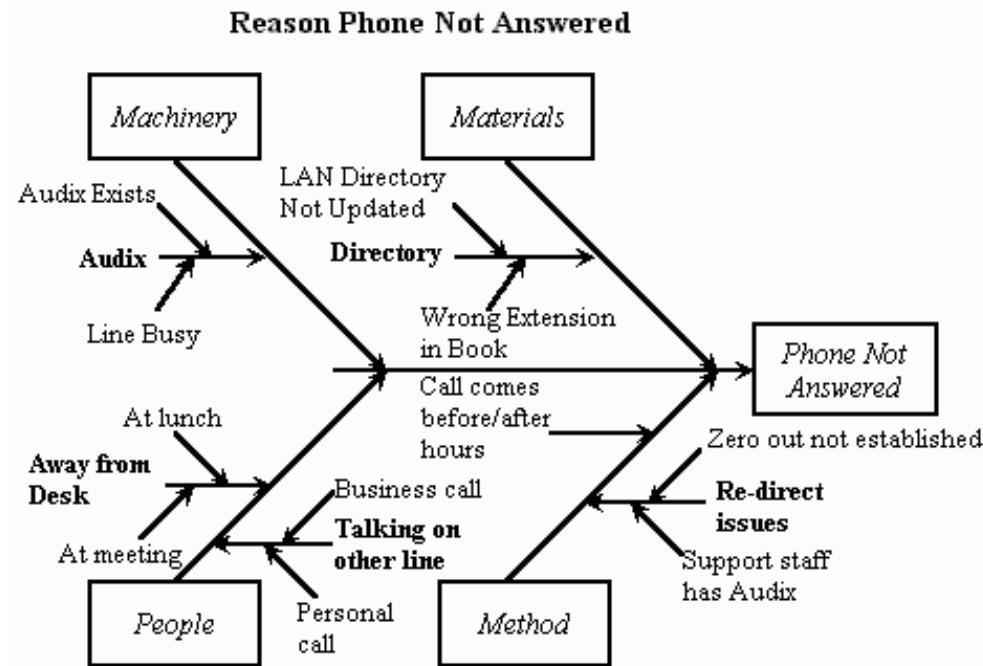 Reason Phone Not Answered
Machinery
Materials
Audix Exists
LAN Directory
Not Updated
Audix
Directory
Line Busy
Wrong Extension
in Book
Phone Not
Answered
Call comes
before/after
hours
At lunch
Zero out not established
Away from
Desk
Business call
Re-direct
issues
Talking on
other line
At meeting
Support staff
has Audix
Personal
call
People
Method